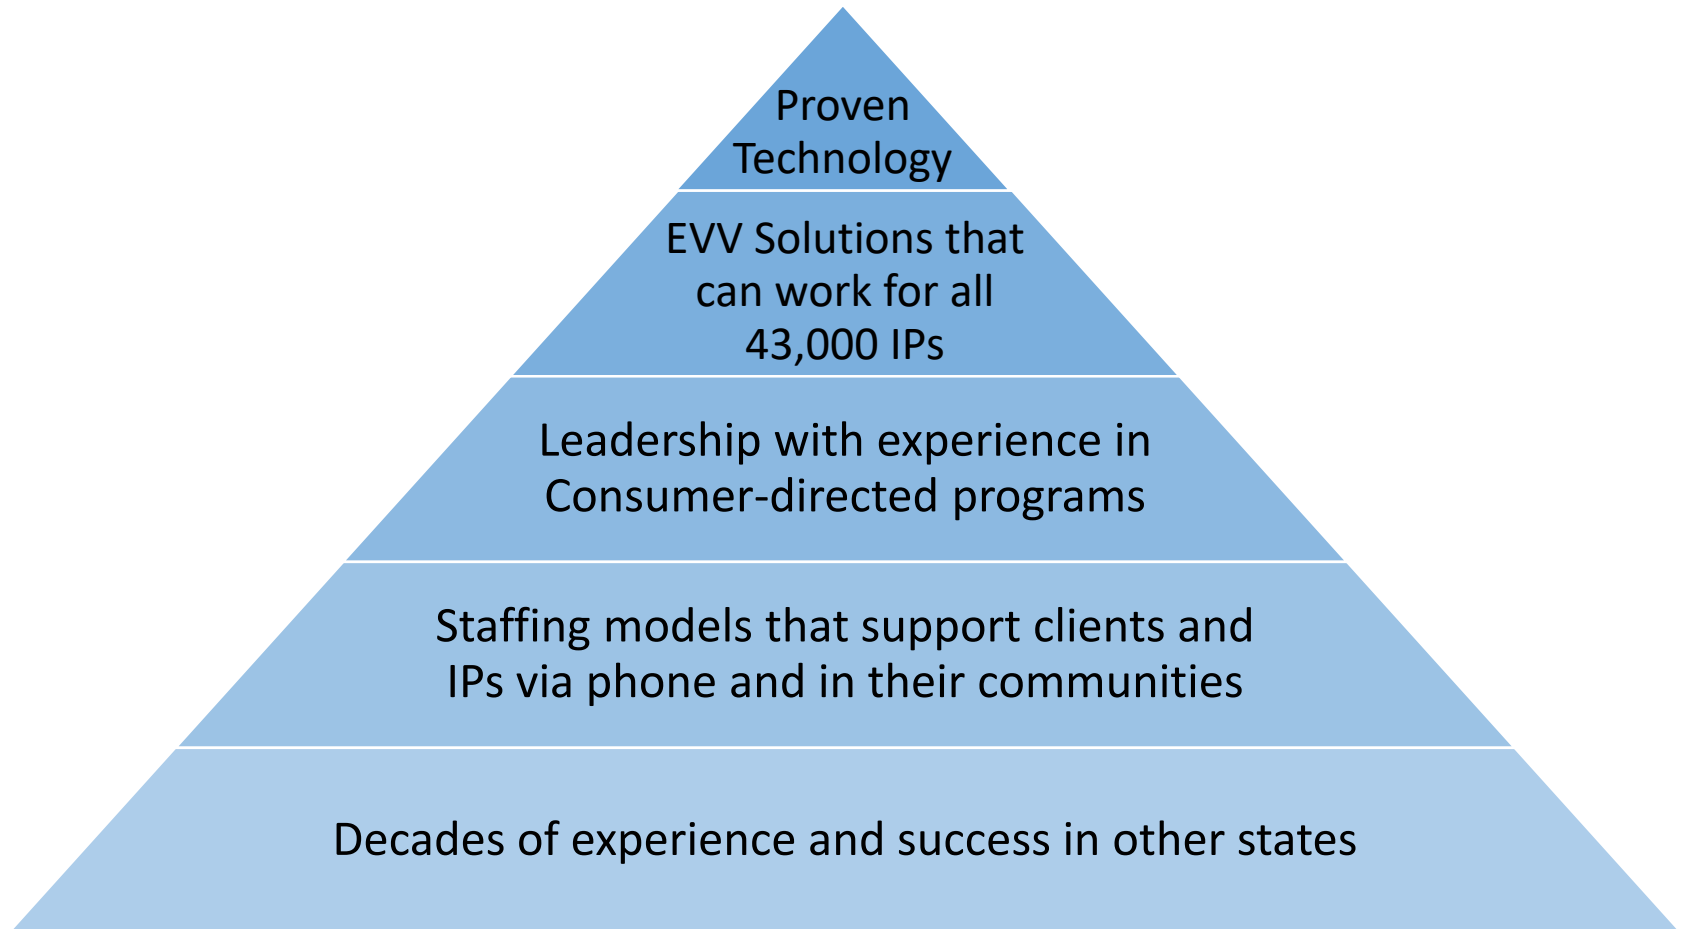 Proven
Technology
EVV Solutions that
can work for all
43,000 IPs
Leadership with experience in
Consumer-directed programs
Staffing models that support clients and
IPs via phone and in their communities
Decades of experience and success in other states